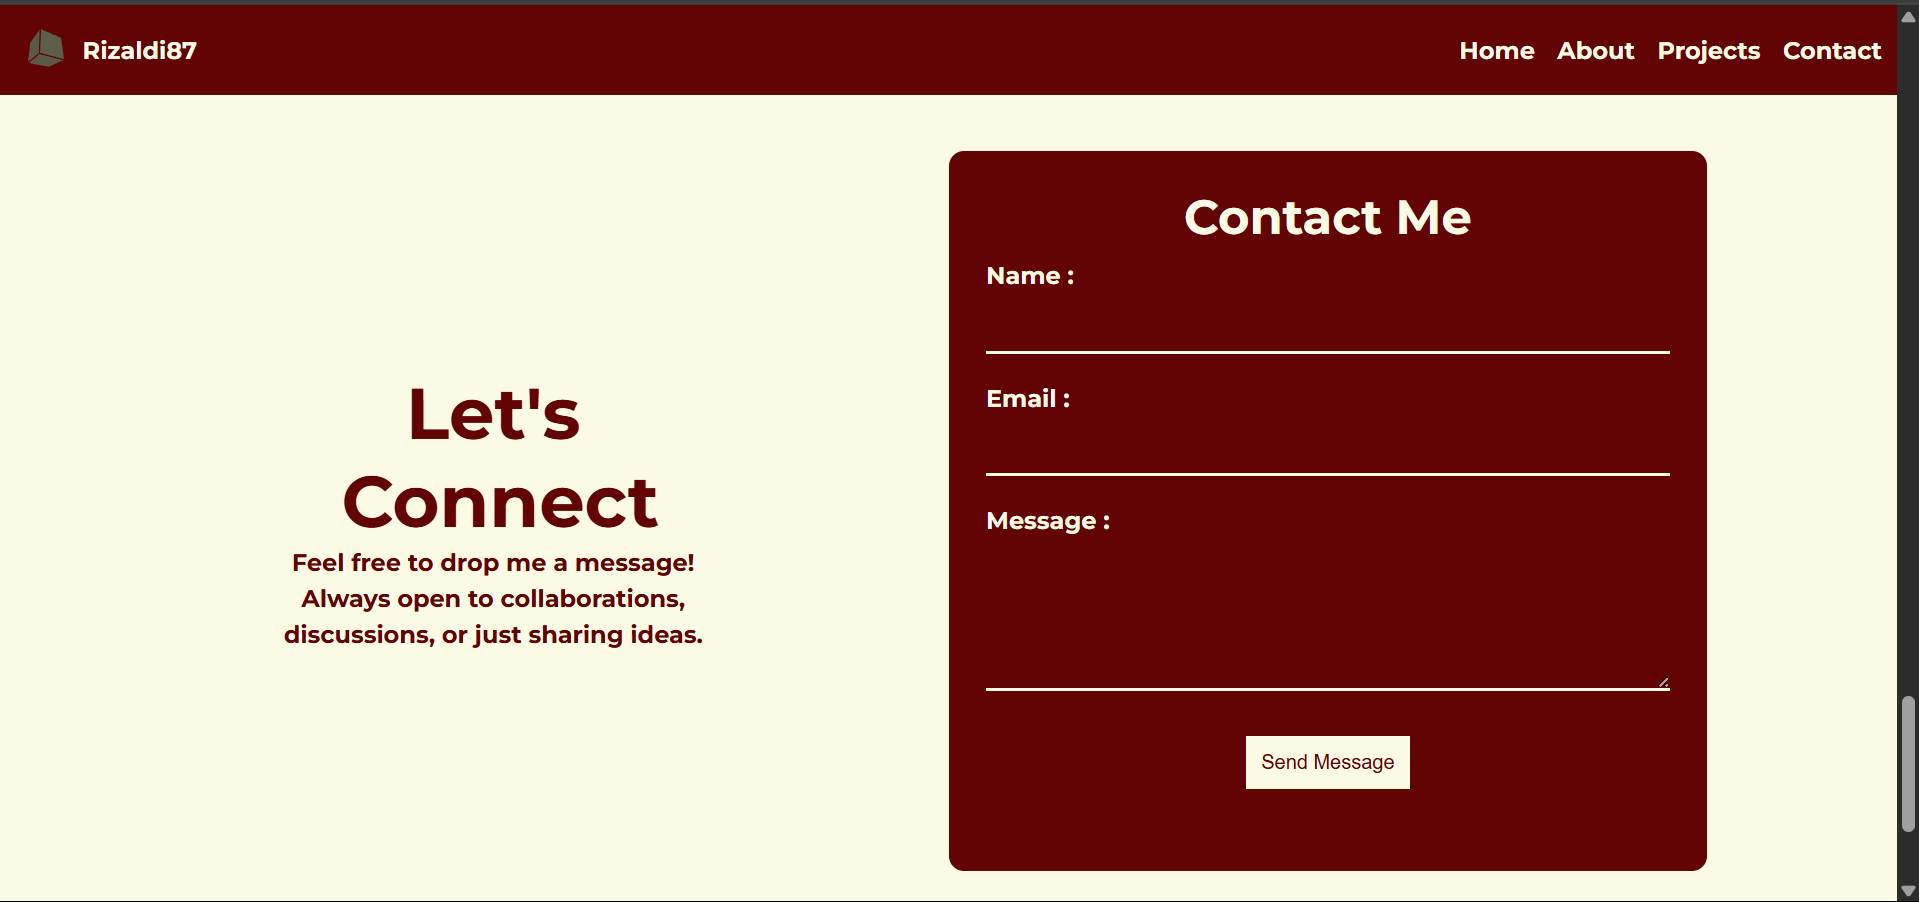 Rizaldi87
Home About Projects Contact
Let's
Connect
Feel free to drop me a message!
Always open to collaborations,
discussions, or just sharing ideas.
Contact Me
Name :
Email :
Message :
Send Message